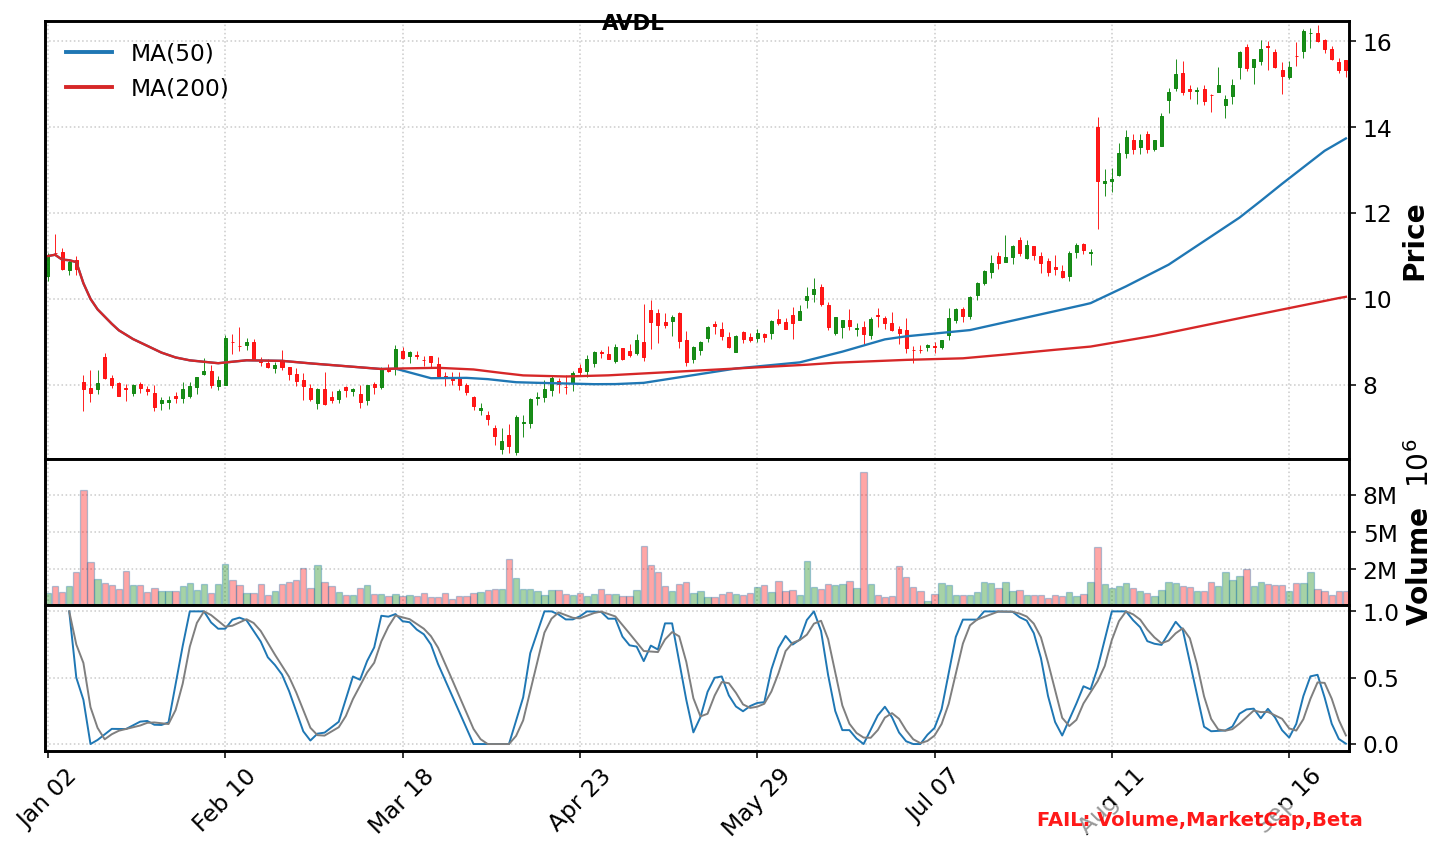 AVDL
MA(50)
MA(200)
16
14
12
10
8
Price
8M
5M
2M
Volume 10^6
1.0
0.5
0.0
Jan 02
Feb 10
Mar 18
Apr 23
May 29
Jul 07
Aug 11
Sep 16
FAIL: Volume,MarketCap,Beta